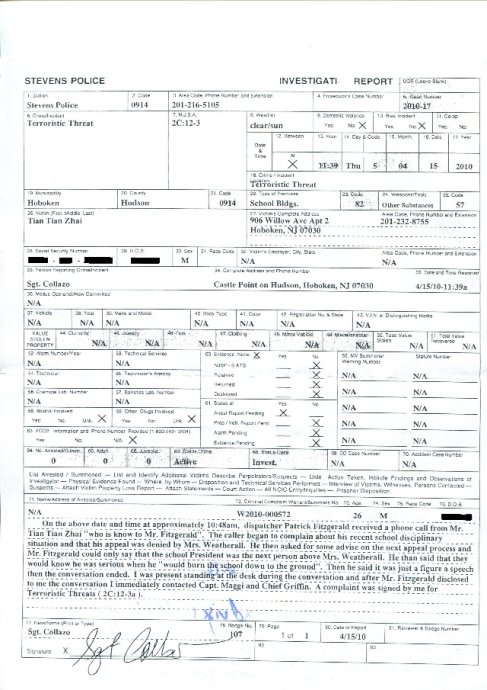 STEVENS POLICE INVESTIGATI REPORT UCR (Leave Blank)
1. Station 2. Code 3. Area Code, Phone Number and Extension 4. Prosecutors Case Number 5. Case Number
Stevens Police 0914 201-216-5105 2010-17
6. Crime/Incident 7. N.J.S.A. 8. Weather 9. Domestic Violence 10. Bias Incident 11. Co-op
Terroristic Threat 2C:12-3 clear/sun Yes: No X Yes: No X Yes: No:
12. Between 13. Hour 14. Day & Code 15. Month 16. Date 17. Year
Date & Time At X 11:39 Thu 5 04 15 2010
18. Crime / Incident Location
Terroristic Threat
19. Municipality 20. County 21. Code 22. Type of Premises 23. Code 24. Weapons/Tools 25. Code
Hoboken Hudson 0914 School Bldgs. 82 Other Substances 57
26. Victim (First, Middle, Last) 27. Victim's Complete Address Area Code, Phone Number and Extension
Tian Tian Zhai 906 Willow Ave Apt 2 201-232-8755
Hoboken, NJ 07030
28. Social Security Number 29. D.O.B. 30. Sex 31. Race Code 32. Victim's Employer, City, State Area Code, Phone Number and Extension
M N/A N/A
33. Person Reporting Crime/Incident 34. Complete Address and Phone Number 35. Date and Time Reported
Sgt. Collazo Castle Point on Hudson, Hoboken, NJ 07030 4/15/10-11:39a
36. Modus Operandi/How Committed
N/A
37. Vehicle 38. Year 39. Make and Model 40. Body Type 41. Color 42. Registration No. & State 43. V.I.N. or Distinguishing Marks
N/A N/A N/A N/A N/A N/A N/A
VALUE STOLEN PROPERTY 44. Currency 45. Jewelry 46. Furs 47. Clothing 48. Motor Vehicle 49. Miscellaneous 50. Total Value Stolen 51. Total Value Recovered
N/A N/A N/A N/A N/A N/A N/A N/A
N/A N/A
54. Technician 55. Technician's Agency
N/A N/A
56. Chemical Lab. Number 57. Ballistics Lab. Number
N/A N/A
58. Alcohol Involved 59. Other Drugs Involved
Yes: No: Unk. X Yes: No: Unk. X
60. Evidence None X Yes No
Retained X
Returned X
Destroyed X
61. Status of Yes No
Arrest Report Pending X
Alarm Pending X
Evidence Pending X
62. MV Summons/Warning Number Statute Number
N/A N/A
N/A N/A
N/A N/A
N/A N/A
N/A N/A
64. No. Arrested 65. Adult 66. Juvenile 67. Status Crime 68. Status Case 69. DD Case Number 70. Accident Case Number
0 0 0 Active Invest. N/A N/A
List Arrested / Summoned — List and Identify Additional Victims Describe Perpetrators/Suspects — Date Action Taken, Include Findings and Observations of
Investigator — Physical Evidence Found — Where, by Whom — Disposition and Technical Services Performed — Interview of Victims, Witnesses, Persons Contacted —
Suspects — Attach Victim Property Loss Report — Attach Statements — Court Action — All NCIC Entry/Inquiries — Prisoner Disposition
71. Name/Address of Arrested/Summoned 72. Criminal Complaint Warrant/Summons No. 73. Age 74. Sex 75. Race Code 76. D.O.B.
N/A W2010-000572 26 M
On the above date and time at approximately 10:48am, dispatcher Patrick Fitzgerald received a phone call from Mr.
Tian Tian Zhai "who is know to Mr. Fitzgerald". The caller began to complain about his recent school disciplinary
situation and that his appeal was denied by Mrs. Weatherall. He then asked for some advise on the next appeal process and
Mr. Fitzgerald could only say that the school President was the next person above Mrs. Weatherall. He than said that they
would know he was serious when he "would burn the school down to the ground". Then he said it was just a figure a speech
then the conversation ended. I was present standing at the desk during the conversation and after Mr. Fitzgerald disclosed
to me the conversation I immediately contacted Capt. Maggi and Chief Griffin. A complaint was signed by me for
Terroristic Threats ( 2C:12-3a ).
77. Name/Rank (Print or Type) 78. Badge No. 79. Page 80. Date of Report 81. Reviewer & Badge Number
Sgt. Collazo 107 1 of 1 4/15/10
Signature X Sgt Collazo 82. 83.